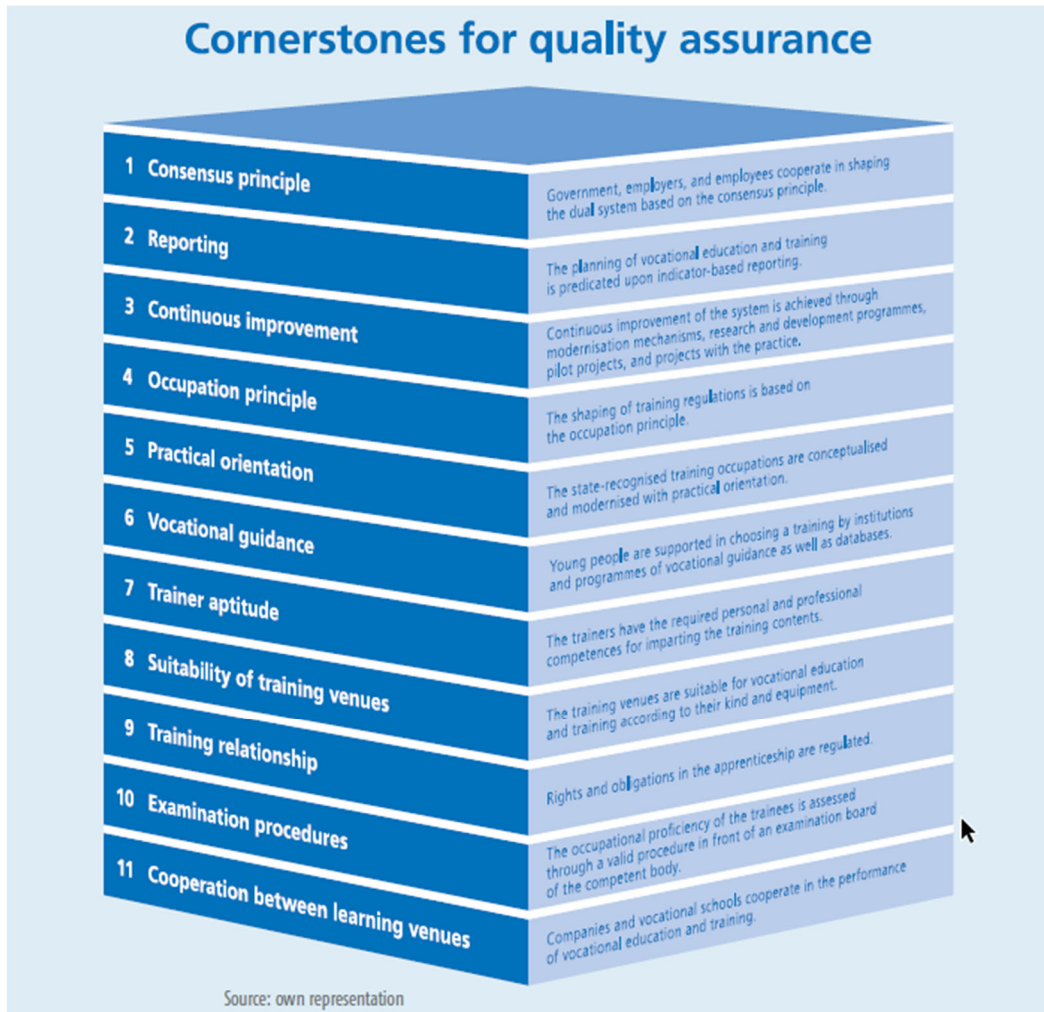 Cornerstones for quality assurance
1 Consensus principle
Government, employers, and employees cooperate in shaping
the dual system based on the consensus principle.
2 Reporting
The planning of vocational education and training
is predicated upon indicator-based reporting.
3 Continuous improvement
Continuous improvement of the system is achieved through
modernisation mechanisms, research and development programmes,
pilot projects, and projects with the practice.
4 Occupation principle
The shaping of training regulations is based on
the occupation principle.
5 Practical orientation
The state-recognised training occupations are conceptualised
and modernised with practical orientation.
6 Vocational guidance
Young people are supported in choosing a training by institutions
and programmes of vocational guidance as well as databases.
7 Trainer aptitude
The trainers have the required personal and professional
competences for imparting the training contents.
8 Suitability of training venues
The training venues are suitable for vocational education
and training according to their kind and equipment.
9 Training relationship
Rights and obligations in the apprenticeship are regulated.
10 Examination procedures
The occupational proficiency of the trainees is assessed
through a valid procedure in front of an examination board
of the competent body.
11 Cooperation between learning venues
Companies and vocational schools cooperate in the performance
of vocational education and training.
Source: own representation